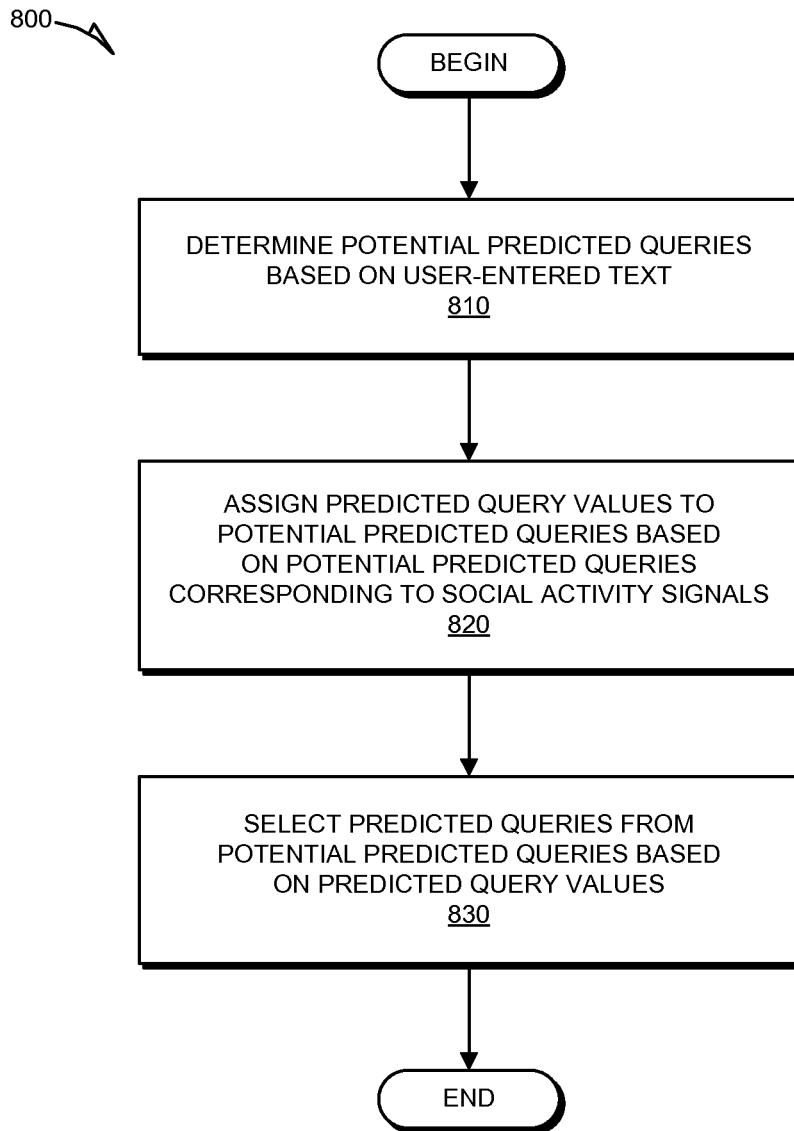 800
BEGIN
DETERMINE POTENTIAL PREDICTED QUERIES
BASED ON USER-ENTERED TEXT
810
ASSIGN PREDICTED QUERY VALUES TO
POTENTIAL PREDICTED QUERIES BASED
ON POTENTIAL PREDICTED QUERIES
CORRESPONDING TO SOCIAL ACTIVITY SIGNALS
820
SELECT PREDICTED QUERIES FROM
POTENTIAL PREDICTED QUERIES BASED
ON PREDICTED QUERY VALUES
830
END